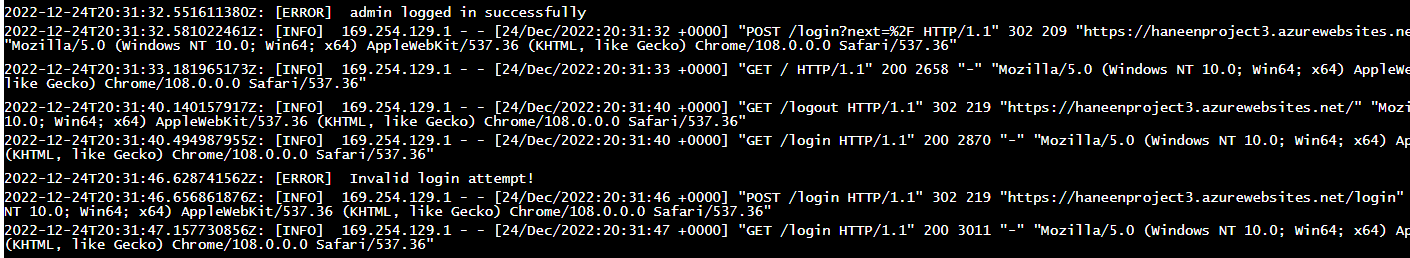 2022-12-24T20:31:32.551611380Z: [ERROR]  admin logged in successfully
2022-12-24T20:31:32.581022461Z: [INFO]  169.254.129.1 - - [24/Dec/2022:20:31:32 +0000] "POST /login?next=%2F HTTP/1.1" 302 209 "https://haneenproject3.azurewebsites.ne
"Mozilla/5.0 (Windows NT 10.0; Win64; x64) AppleWebKit/537.36 (KHTML, like Gecko) Chrome/108.0.0.0 Safari/537.36"
2022-12-24T20:31:33.181965173Z: [INFO]  169.254.129.1 - - [24/Dec/2022:20:31:33 +0000] "GET / HTTP/1.1" 200 2658 "-" "Mozilla/5.0 (Windows NT 10.0; Win64; x64) AppleWe
like Gecko) Chrome/108.0.0.0 Safari/537.36"
2022-12-24T20:31:40.140157917Z: [INFO]  169.254.129.1 - - [24/Dec/2022:20:31:40 +0000] "GET /logout HTTP/1.1" 302 219 "https://haneenproject3.azurewebsites.net/" "Mozi
10.0; Win64; x64) AppleWebKit/537.36 (KHTML, like Gecko) Chrome/108.0.0.0 Safari/537.36"
2022-12-24T20:31:40.494987955Z: [INFO]  169.254.129.1 - - [24/Dec/2022:20:31:40 +0000] "GET /login HTTP/1.1" 200 2870 "-" "Mozilla/5.0 (Windows NT 10.0; Win64; x64) Ap
(KHTML, like Gecko) Chrome/108.0.0.0 Safari/537.36"
2022-12-24T20:31:46.628741562Z: [ERROR]  Invalid login attempt!
2022-12-24T20:31:46.656861876Z: [INFO]  169.254.129.1 - - [24/Dec/2022:20:31:46 +0000] "POST /login HTTP/1.1" 302 219 "https://haneenproject3.azurewebsites.net/login"
NT 10.0; Win64; x64) AppleWebKit/537.36 (KHTML, like Gecko) Chrome/108.0.0.0 Safari/537.36"
2022-12-24T20:31:47.157730856Z: [INFO]  169.254.129.1 - - [24/Dec/2022:20:31:47 +0000] "GET /login HTTP/1.1" 200 3011 "-" "Mozilla/5.0 (Windows NT 10.0; Win64; x64) Ap
(KHTML, like Gecko) Chrome/108.0.0.0 Safari/537.36"